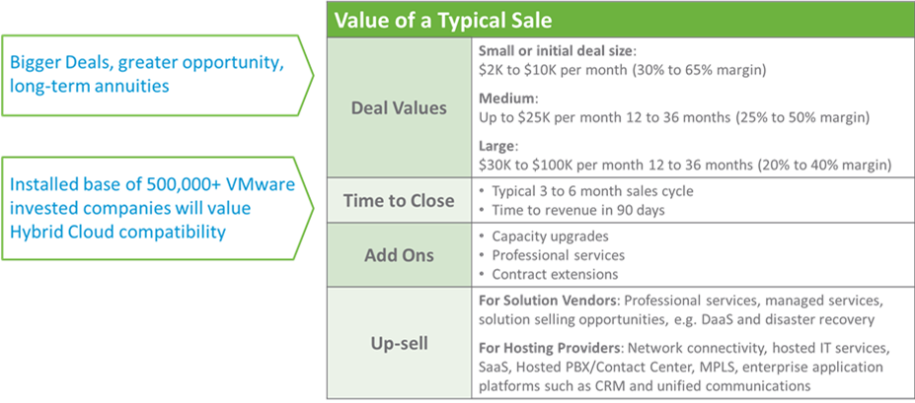 Bigger Deals, greater opportunity,
long-term annuities
Installed base of 500,000+ VMware
invested companies will value
Hybrid Cloud compatibility
Value of a Typical Sale
Deal Values
Small or initial deal size:
$2K to $10K per month (30% to 65% margin)
Medium:
Up to $25K per month 12 to 36 months (25% to 50% margin)
Large:
$30K to $100K per month 12 to 36 months (20% to 40% margin)
Time to Close
• Typical 3 to 6 month sales cycle
• Time to revenue in 90 days
Add Ons
• Capacity upgrades
• Professional services
• Contract extensions
Up-sell
For Solution Vendors: Professional services, managed services,
solution selling opportunities, e.g. DaaS and disaster recovery
For Hosting Providers: Network connectivity, hosted IT services,
SaaS, Hosted PBX/Contact Center, MPLS, enterprise application
platforms such as CRM and unified communications